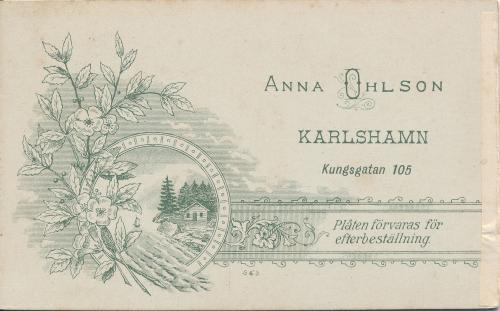 ANNA OHLSON
KARLSHAMN
Kungsgatan 105
Plåten förvaras för
efterbeställning.